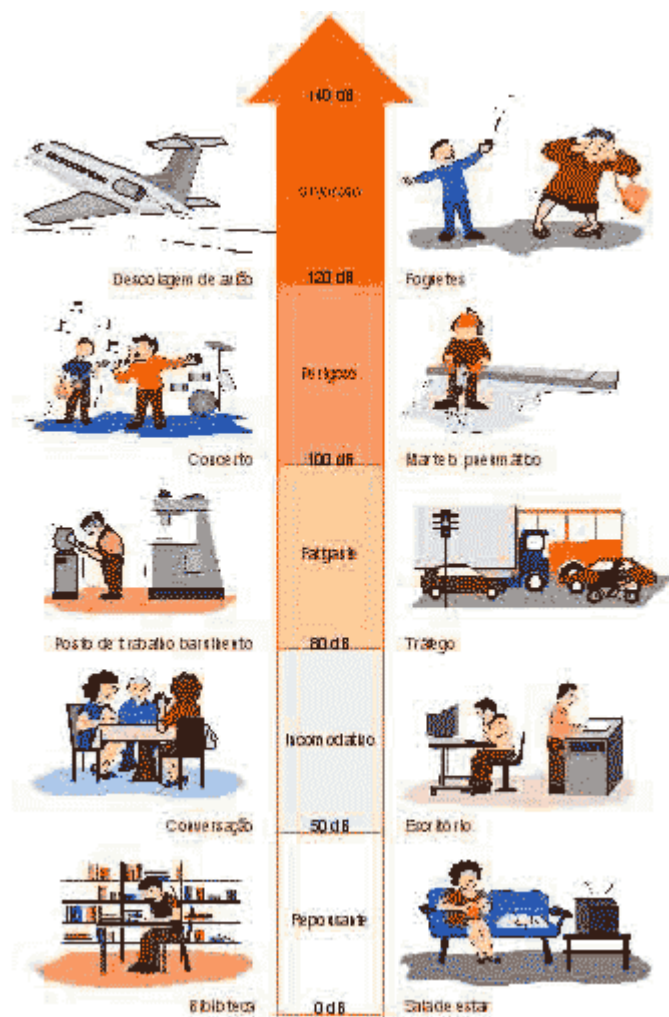 140 dB
Descolagem de avião
120 dB
Foguetes
Perigoso
Concerto
100 dB
Martelo pneumático
Fatigante
Posto de trabalho barulhento
80 dB
Tráfego
Incomodativo
Conversação
50 dB
Escritório
Repousante
Biblioteca
0 dB
Sala de estar